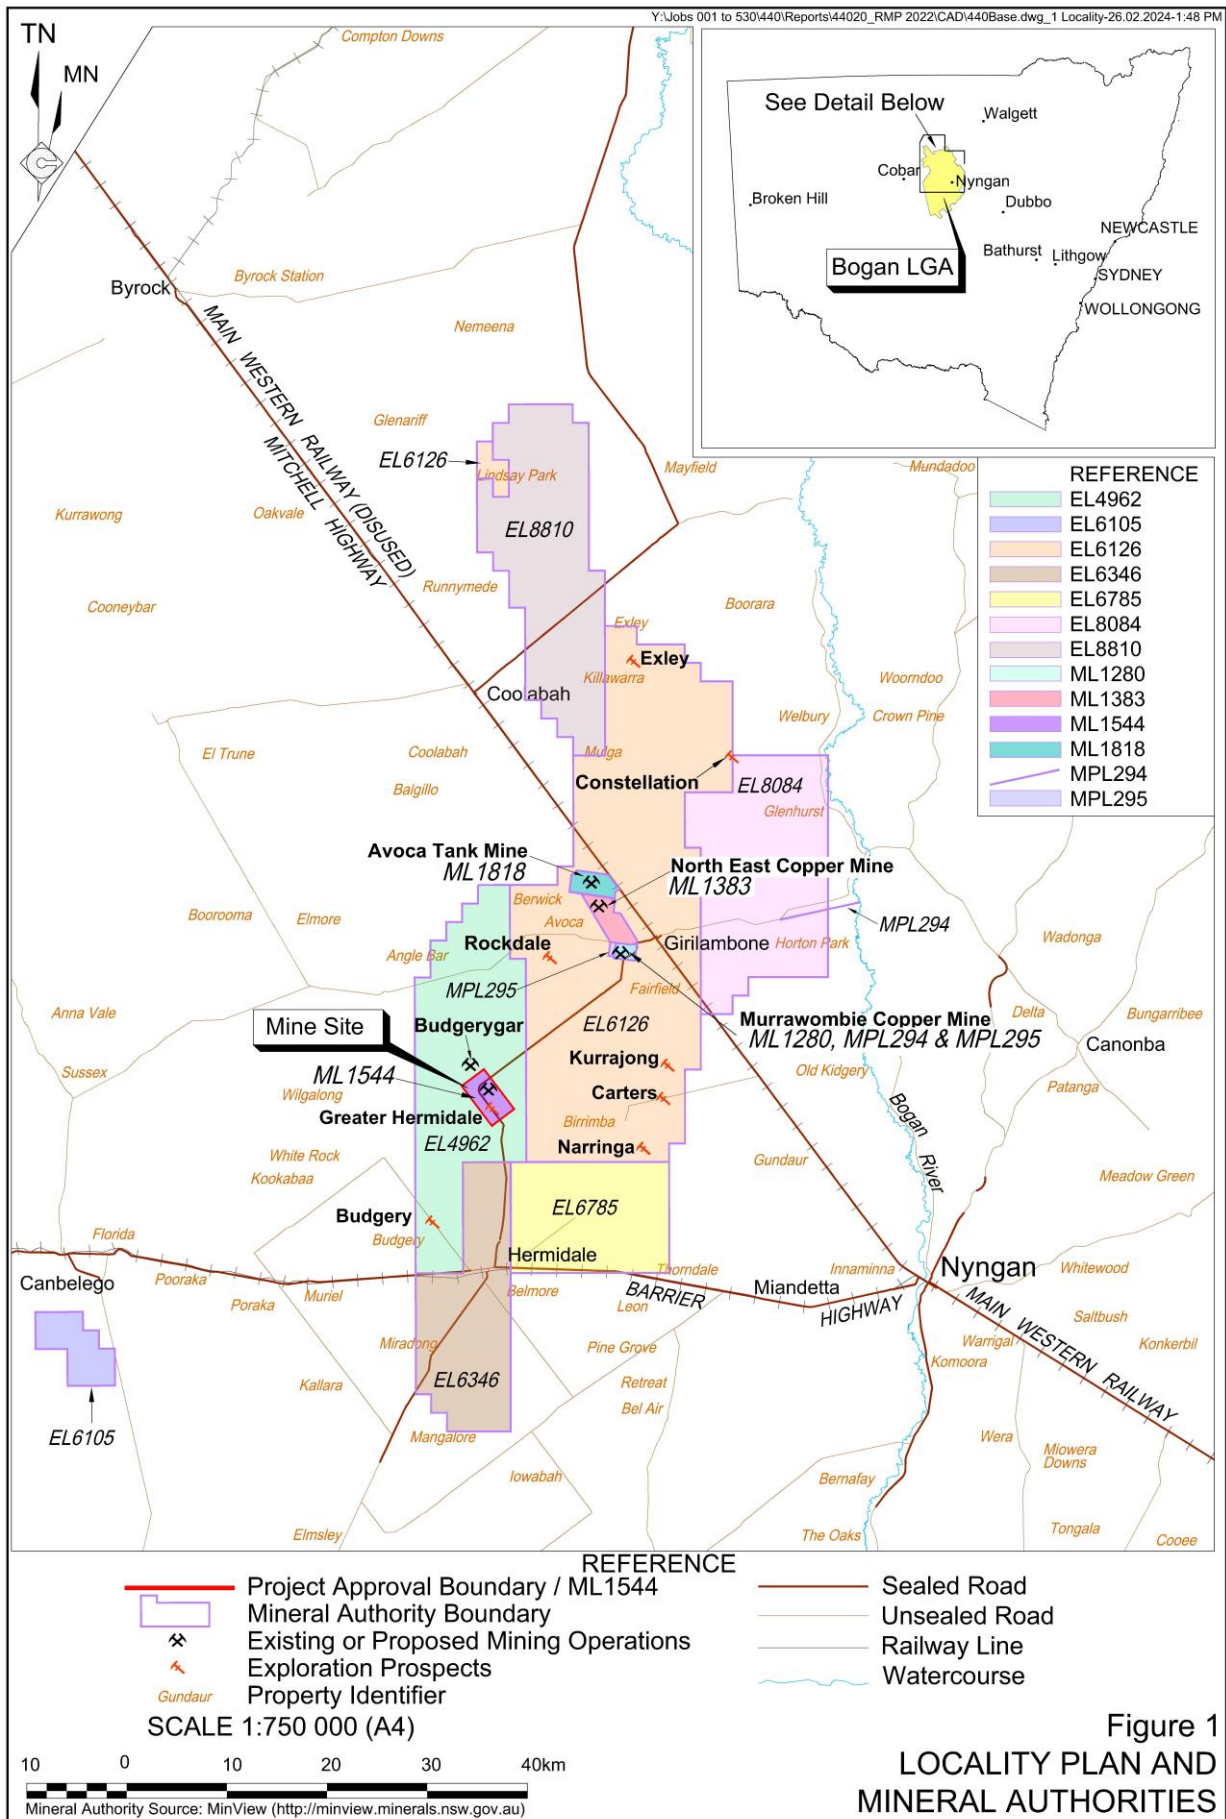 Y:\Jobs 001 to 530\440\Reports\44020_RMP 2022\CAD\440Base.dwg_1 Locality-26.02.2024-1:48 PM
TN
MN
Compton Downs
See Detail Below
Walgett
Cobar
Nyngan
Broken Hill
Dubbo
NEWCASTLE
Bathurst
Lithgow
Bogan LGA
SYDNEY
WOLLONGONG
Byrock
Byrock Station
MAIN WESTERN RAILWAY (DISUSED)
MITCHELL HIGHWAY
Nemeena
Glenariff
EL6126
Lindsay Park
Mayfield
Mundadoo
Kurrawong
Oakvale
EL8810
REFERENCE
EL4962
EL6105
EL6126
EL6346
EL6785
EL8084
EL8810
ML1280
ML1383
ML1544
ML1818
MPL294
MPL295
Runnymede
Cooneybar
Boorara
Exley
Exley
Killawarra
Woorndoo
Coolabah
Welbury
Crown Pine
El Trune
Coolabah
Mulga
Balgillo
Constellation
EL8084
Glenhurst
Avoca Tank Mine
ML1818
North East Copper Mine
ML1383
Berwick
Boorooma
Elmore
Avoca
MPL294
Angle Bar
Rockdale
Girilambone
Horton Park
Wadonga
MPL295
Fairfield
Anna Vale
Mine Site
Budgerygar
EL6126
Murrawombie Copper Mine
ML1280, MPL294 & MPL295
Delta
Bungarribee
Canonba
Sussex
ML1544
Kurrajong
Old Kidgery
Patanga
Wilgalong
Carters
Greater Hermidale
Birrimba
Bogan River
EL4962
White Rock
Narringa
Gundaur
Meadow Green
Kookabaa
Budgery
EL6785
Florida
Budgery
Hermidale
Canbelego
Pooraka
Thorndale
Innaminna
Nyngan
Whitewood
Muriel
Belmore
BARRIER HIGHWAY
Miandetta
Poraka
Leon
MAIN WESTERN RAILWAY
Saltbush
Miradong
Pine Grove
Warrigal
Konkerbil
Komoora
Kallara
EL6346
Retreat
Bel Air
EL6105
Mangalore
Wera
Miowera
Downs
Iowabah
Bernafay
Elmsley
The Oaks
Tongala
Cooee
REFERENCE
Project Approval Boundary / ML1544
Mineral Authority Boundary
Existing or Proposed Mining Operations
Exploration Prospects
Gundaur
Property Identifier
Sealed Road
Unsealed Road
Railway Line
Watercourse
SCALE 1:750 000 (A4)
10 0 10 20 30 40km
Mineral Authority Source: MinView (http://minview.minerals.nsw.gov.au)
Figure 1
LOCALITY PLAN AND
MINERAL AUTHORITIES